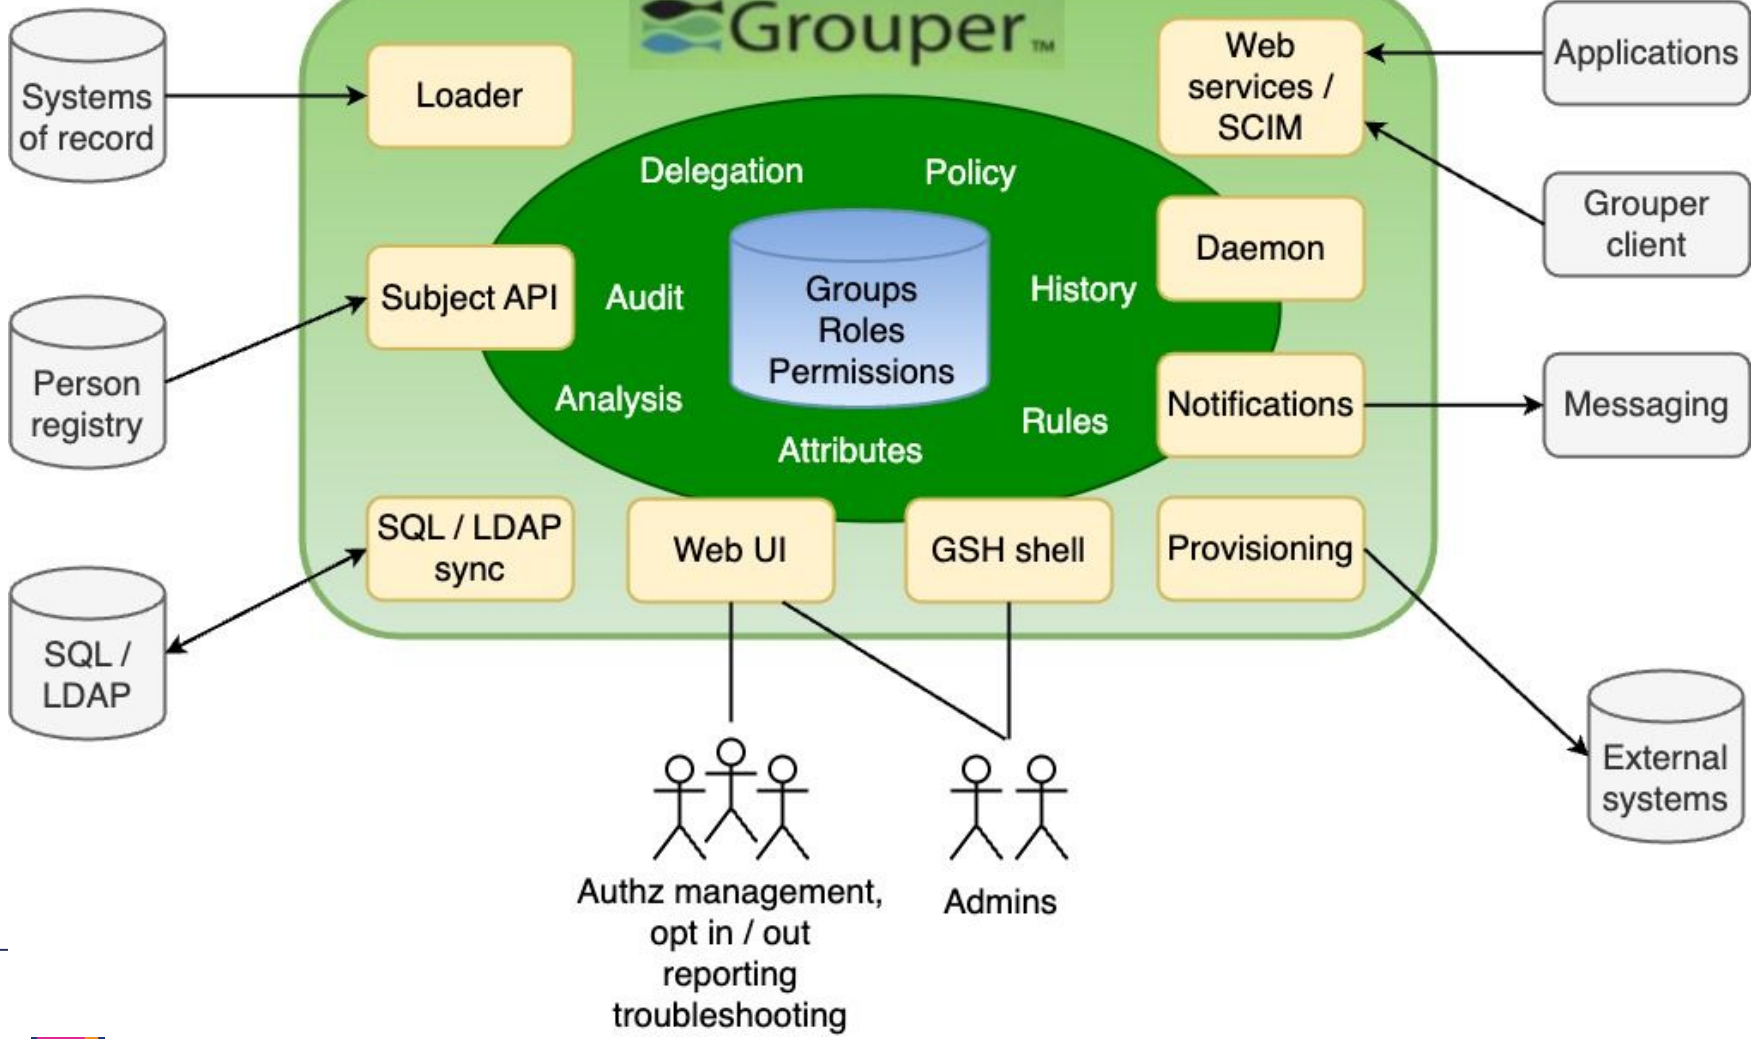 Grouper™
Systems
of record
Loader
Web
services /
SCIM
Applications
Delegation
Policy
Grouper
client
Daemon
Subject API
Audit
Groups
Roles
Permissions
History
Person
registry
Analysis
Attributes
Rules
Notifications
Messaging
SQL / LDAP
sync
Web UI
GSH shell
Provisioning
SQL /
LDAP
External
systems
Authz management,
opt in / out
reporting
troubleshooting
Admins